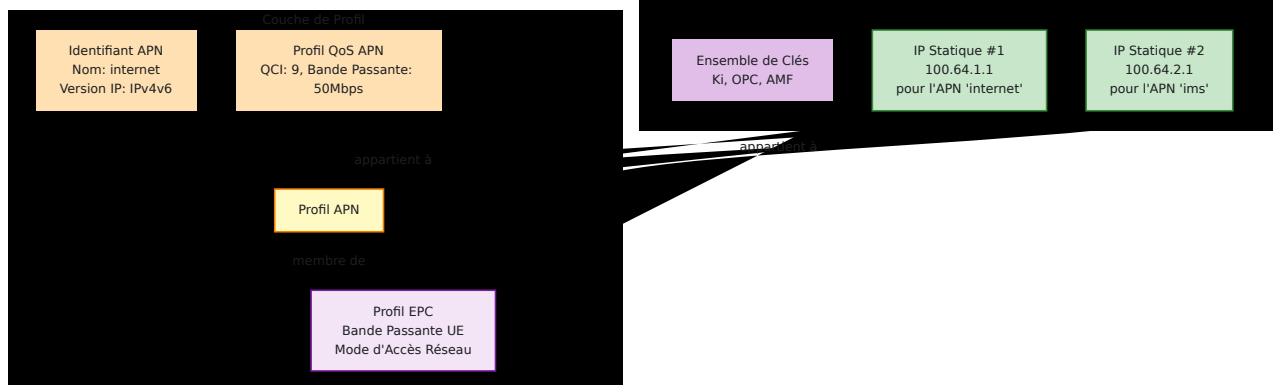 Couche de Profil
Identifiant APN
Nom: internet
Version IP: IPv4v6
Profil QoS APN
QCI: 9, Bande Passante:
50Mbps
Ensemble de Clés
Ki, OPC, AMF
IP Statique #1
100.64.1.1
pour l'APN 'internet'
IP Statique #2
100.64.2.1
pour l'APN 'ims'
appartient à
appartient à
Profil APN
membre de
Profil EPC
Bande Passante UE
Mode d'Accès Réseau